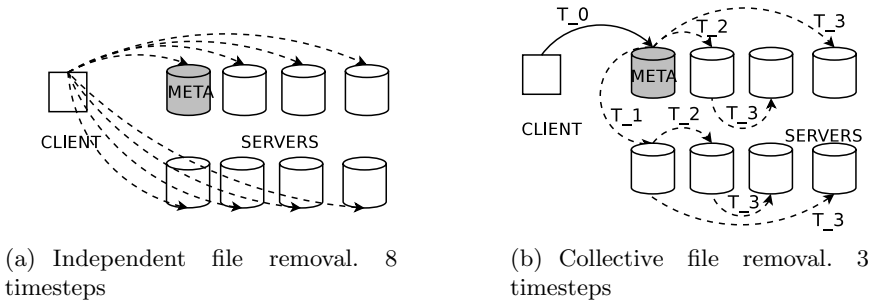 META
CLIENT
SERVERS
(a) Independent file removal. 8
timesteps
T_0
T_2
T_3
META
T_1
T_2
T_3
CLIENT
SERVERS
T_3
T_3
(b) Collective file removal. 3
timesteps